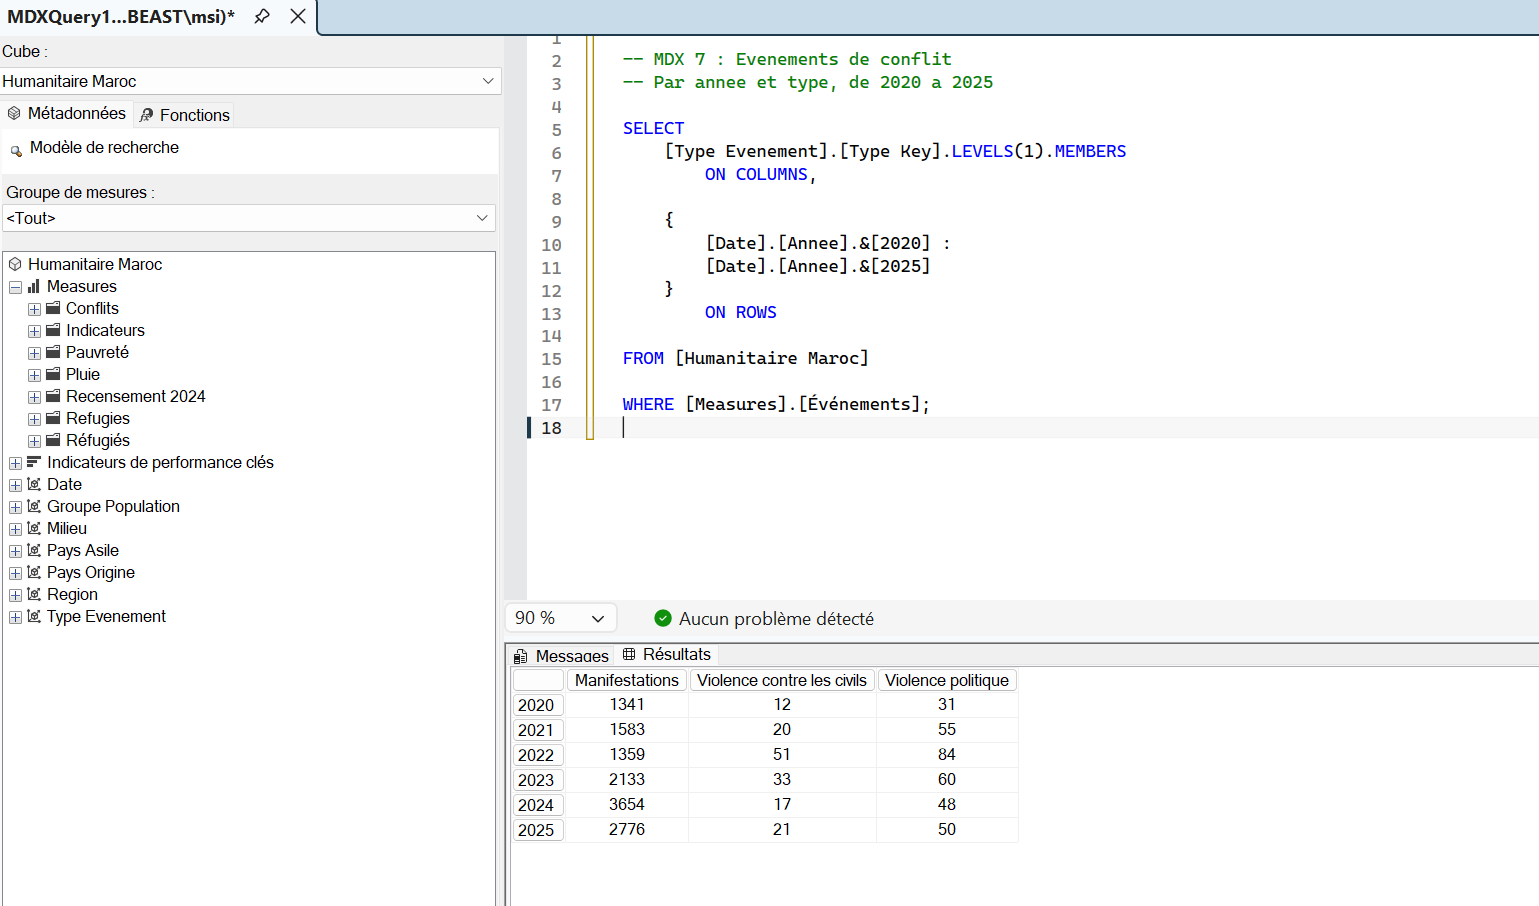 MDXQuery1...BEAST\msi)*
Cube :
Humanitaire Maroc
Métadonnées
Fonctions
Modèle de recherche
Groupe de mesures :
<Tout>
Humanitaire Maroc
Measures
Conflits
Indicateurs
Pauvreté
Pluie
Recensement 2024
Refugies
Réfugiés
Indicateurs de performance clés
Date
Groupe Population
Milieu
Pays Asile
Pays Origine
Region
Type Evenement
1
2 -- MDX 7 : Evenements de conflit
3 -- Par annee et type, de 2020 a 2025
4
5 SELECT
6 [Type Evenement].[Type Key].LEVELS(1).MEMBERS
7 ON COLUMNS,
8
9 {
10 [Date].[Annee].&[2020] :
11 [Date].[Annee].&[2025]
12 }
13 ON ROWS
14
15 FROM [Humanitaire Maroc]
16
17 WHERE [Measures].[Événements];
18
90 %
Aucun problème détecté
Messages
Résultats
Manifestations Violence contre les civils Violence politique
2020 1341 12 31
2021 1583 20 55
2022 1359 51 84
2023 2133 33 60
2024 3654 17 48
2025 2776 21 50